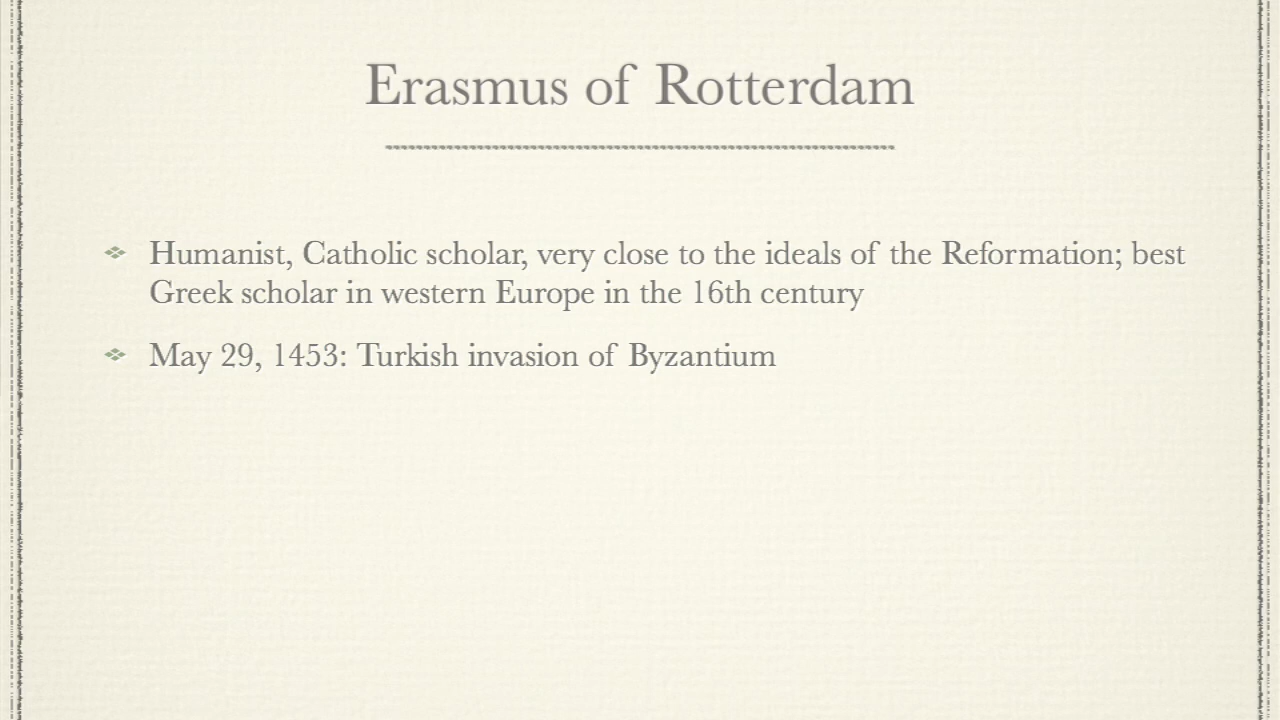 Erasmus of Rotterdam
Humanist, Catholic scholar, very close to the ideals of the Reformation; best
Greek scholar in western Europe in the 16th century
May 29, 1453: Turkish invasion of Byzantium